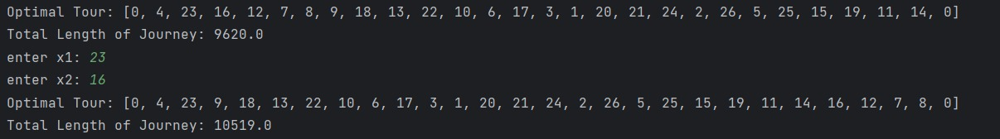 Optimal Tour: [0, 4, 23, 16, 12, 7, 8, 9, 18, 13, 22, 10, 6, 17, 3, 1, 20, 21, 24, 2, 26, 5, 25, 15, 19, 11, 14, 0]
Total Length of Journey: 9620.0
enter x1: 23
enter x2: 16
Optimal Tour: [0, 4, 23, 9, 18, 13, 22, 10, 6, 17, 3, 1, 20, 21, 24, 2, 26, 5, 25, 15, 19, 11, 14, 16, 12, 7, 8, 0]
Total Length of Journey: 10519.0